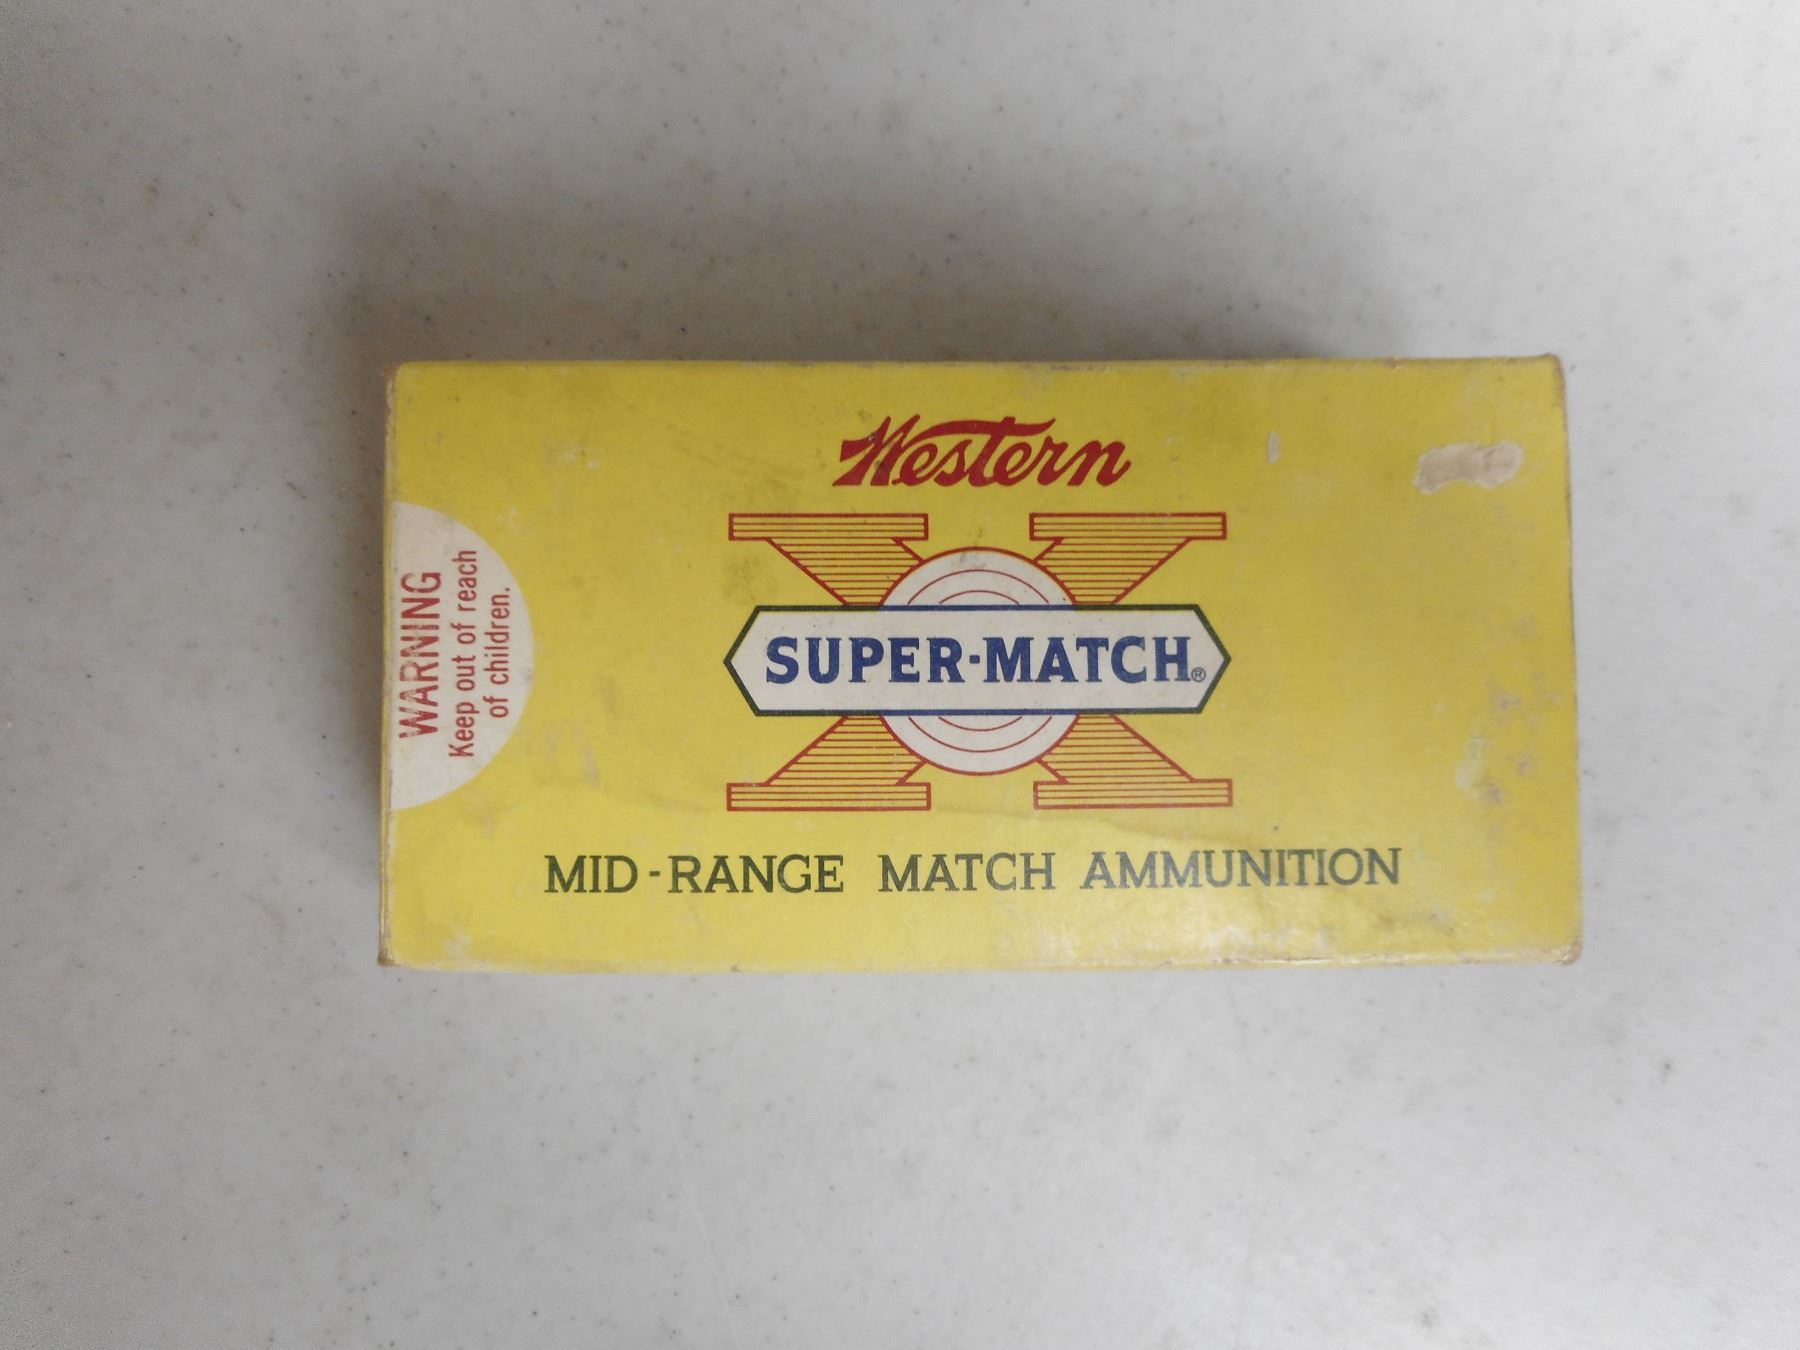 Western
SUPER-MATCH®
MID-RANGE MATCH AMMUNITION
WARNING
Keep out of reach
of children.